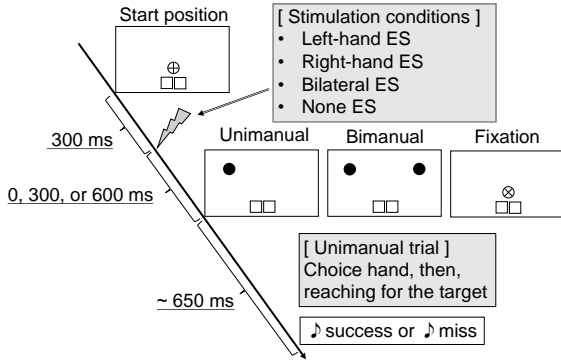 Start position
[ Stimulation conditions ]
• Left-hand ES
• Right-hand ES
• Bilateral ES
• None ES
300 ms
Unimanual
Bimanual
Fixation
0, 300, or 600 ms
[ Unimanual trial ]
Choice hand, then,
reaching for the target
~ 650 ms
♪ success or ♪ miss